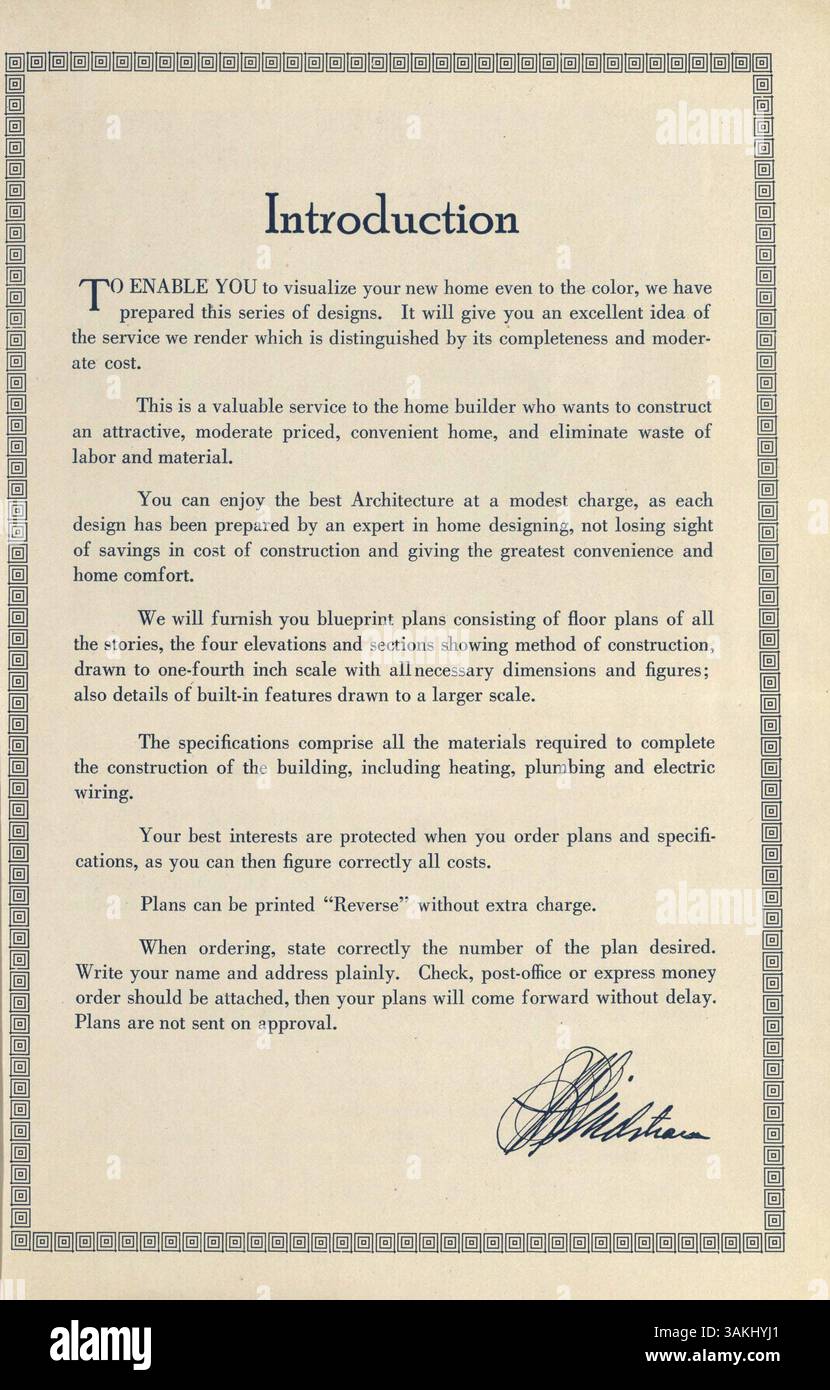 Introduction
TO ENABLE YOU to visualize your new home even to the color, we have
prepared this series of designs. It will give you an excellent idea of
the service we render which is distinguished by its completeness and moder-
ate cost.
This is a valuable service to the home builder who wants to construct
an attractive, moderate priced, convenient home, and eliminate waste of
labor and material.
You can enjoy the best Architecture at a modest charge, as each
design has been prepared by an expert in home designing, not losing sight
of savings in cost of construction and giving the greatest convenience and
home comfort.
We will furnish you blueprint plans consisting of floor plans of all
the stories, the four elevations and sections showing method of construction,
drawn to one-fourth inch scale with all necessary dimensions and figures;
also details of built-in features drawn to a larger scale.
The specifications comprise all the materials required to complete
the construction of the building, including heating, plumbing and electric
wiring.
Your best interests are protected when you order plans and specifi-
cations, as you can then figure correctly all costs.
Plans can be printed “Reverse” without extra charge.
When ordering, state correctly the number of the plan desired.
Write your name and address plainly. Check, post-office or express money
order should be attached, then your plans will come forward without delay.
Plans are not sent on approval.
alamy
Image ID: 3AKHYJ1
www.alamy.com